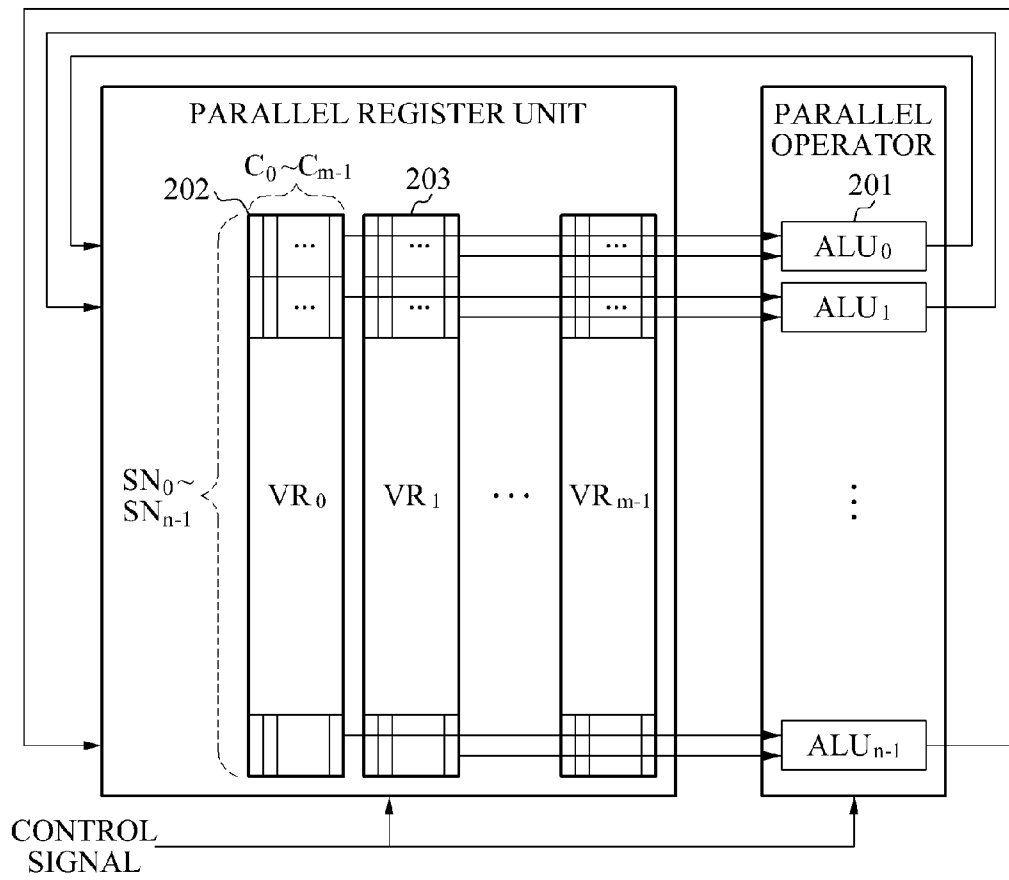 PARALLEL REGISTER UNIT
PARALLEL
OPERATOR
C₀~Cₘ₋₁
202
203
201
... ... ... ALU₀
... ... ... ALU₁
SN₀~
SNₙ₋₁
VR₀ VR₁ ... VRₘ₋₁
ALUₙ₋₁
CONTROL
SIGNAL